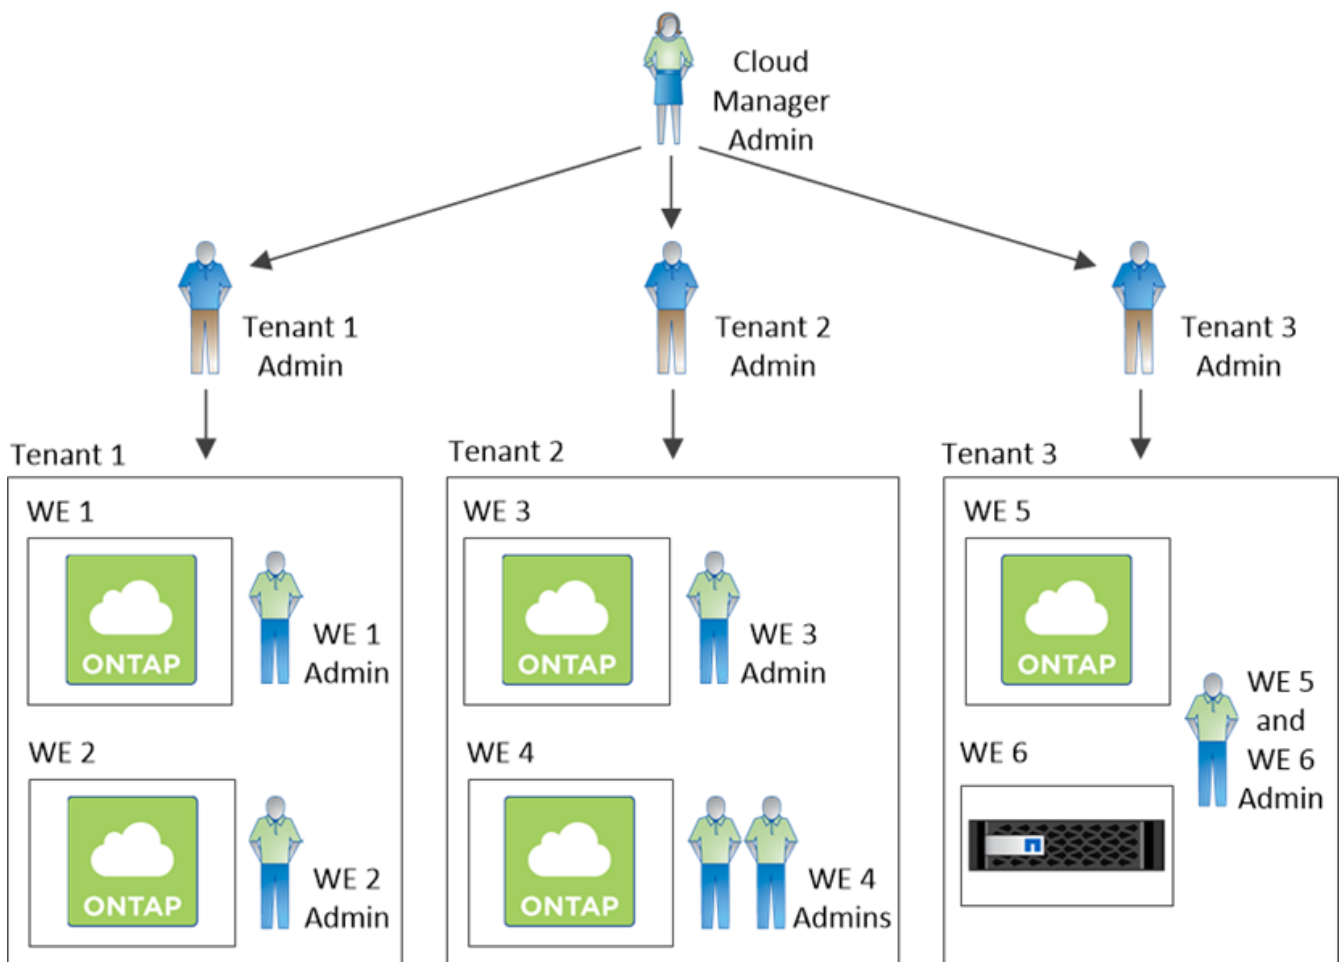 Cloud
Manager
Admin
Tenant 1
Admin
Tenant 2
Admin
Tenant 3
Admin
Tenant 1
WE 1
ONTAP
WE 1
Admin
WE 2
ONTAP
WE 2
Admin
Tenant 2
WE 3
ONTAP
WE 3
Admin
WE 4
ONTAP
WE 4
Admins
Tenant 3
WE 5
ONTAP
WE 5
and
WE 6
Admin
WE 6